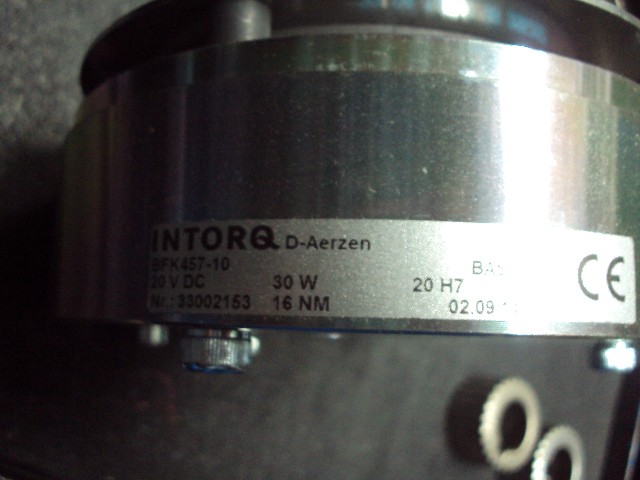 INTORQ D-Aerzen
BFK457-10
20 V DC 30 W 20 H7 CE
Nr.: 33002153 16 NM 02.09.